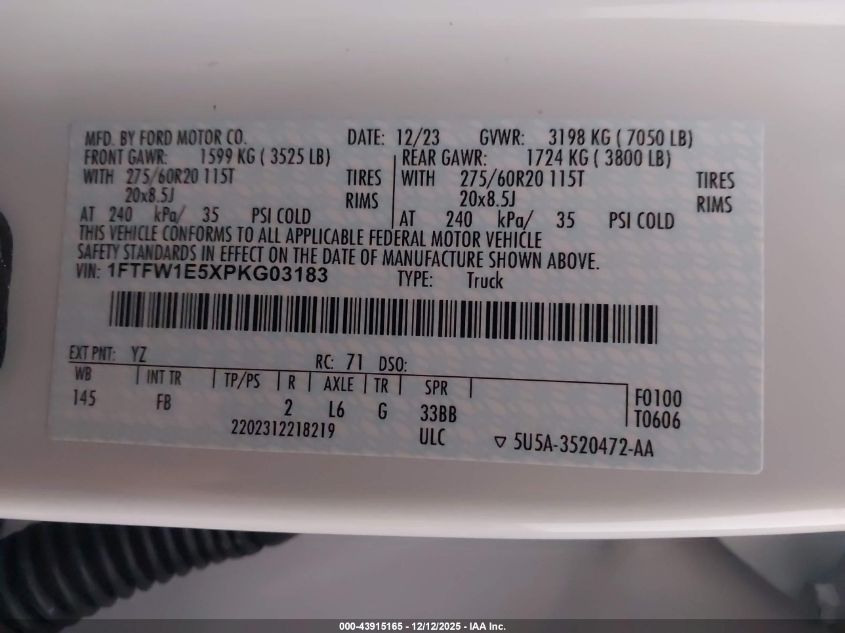 MFD. BY FORD MOTOR CO. DATE: 12/23 GVWR: 3198 KG ( 7050 LB)
FRONT GAWR: 1599 KG ( 3525 LB) REAR GAWR: 1724 KG ( 3800 LB)
WITH 275/60R20 115T TIRES WITH 275/60R20 115T TIRES
20x8.5J RIMS 20x8.5J RIMS
AT 240 kPa/ 35 PSI COLD AT 240 kPa/ 35 PSI COLD
THIS VEHICLE CONFORMS TO ALL APPLICABLE FEDERAL MOTOR VEHICLE
SAFETY STANDARDS IN EFFECT ON THE DATE OF MANUFACTURE SHOWN ABOVE.
VIN: 1FTFW1E5XPKG03183 TYPE: Truck
EXT PNT: YZ RC: 71 DSO:
WB INT TR TP/PS R AXLE TR SPR F0100
145 FB 2 L6 G 33BB T0606
2202312218219 ULC ▽ 5U5A-3520472-AA
000-43915165 - 12/12/2025 - IAA Inc.